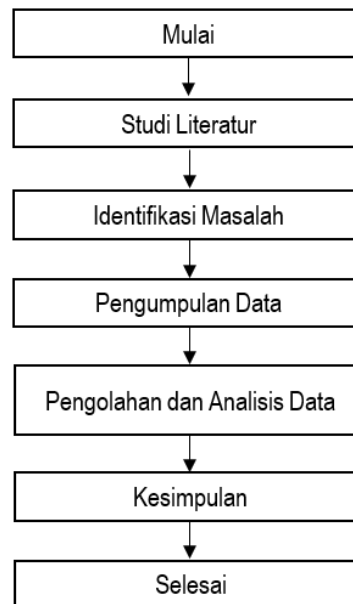 Mulai
Studi Literatur
Identifikasi Masalah
Pengumpulan Data
Pengolahan dan Analisis Data
Kesimpulan
Selesai